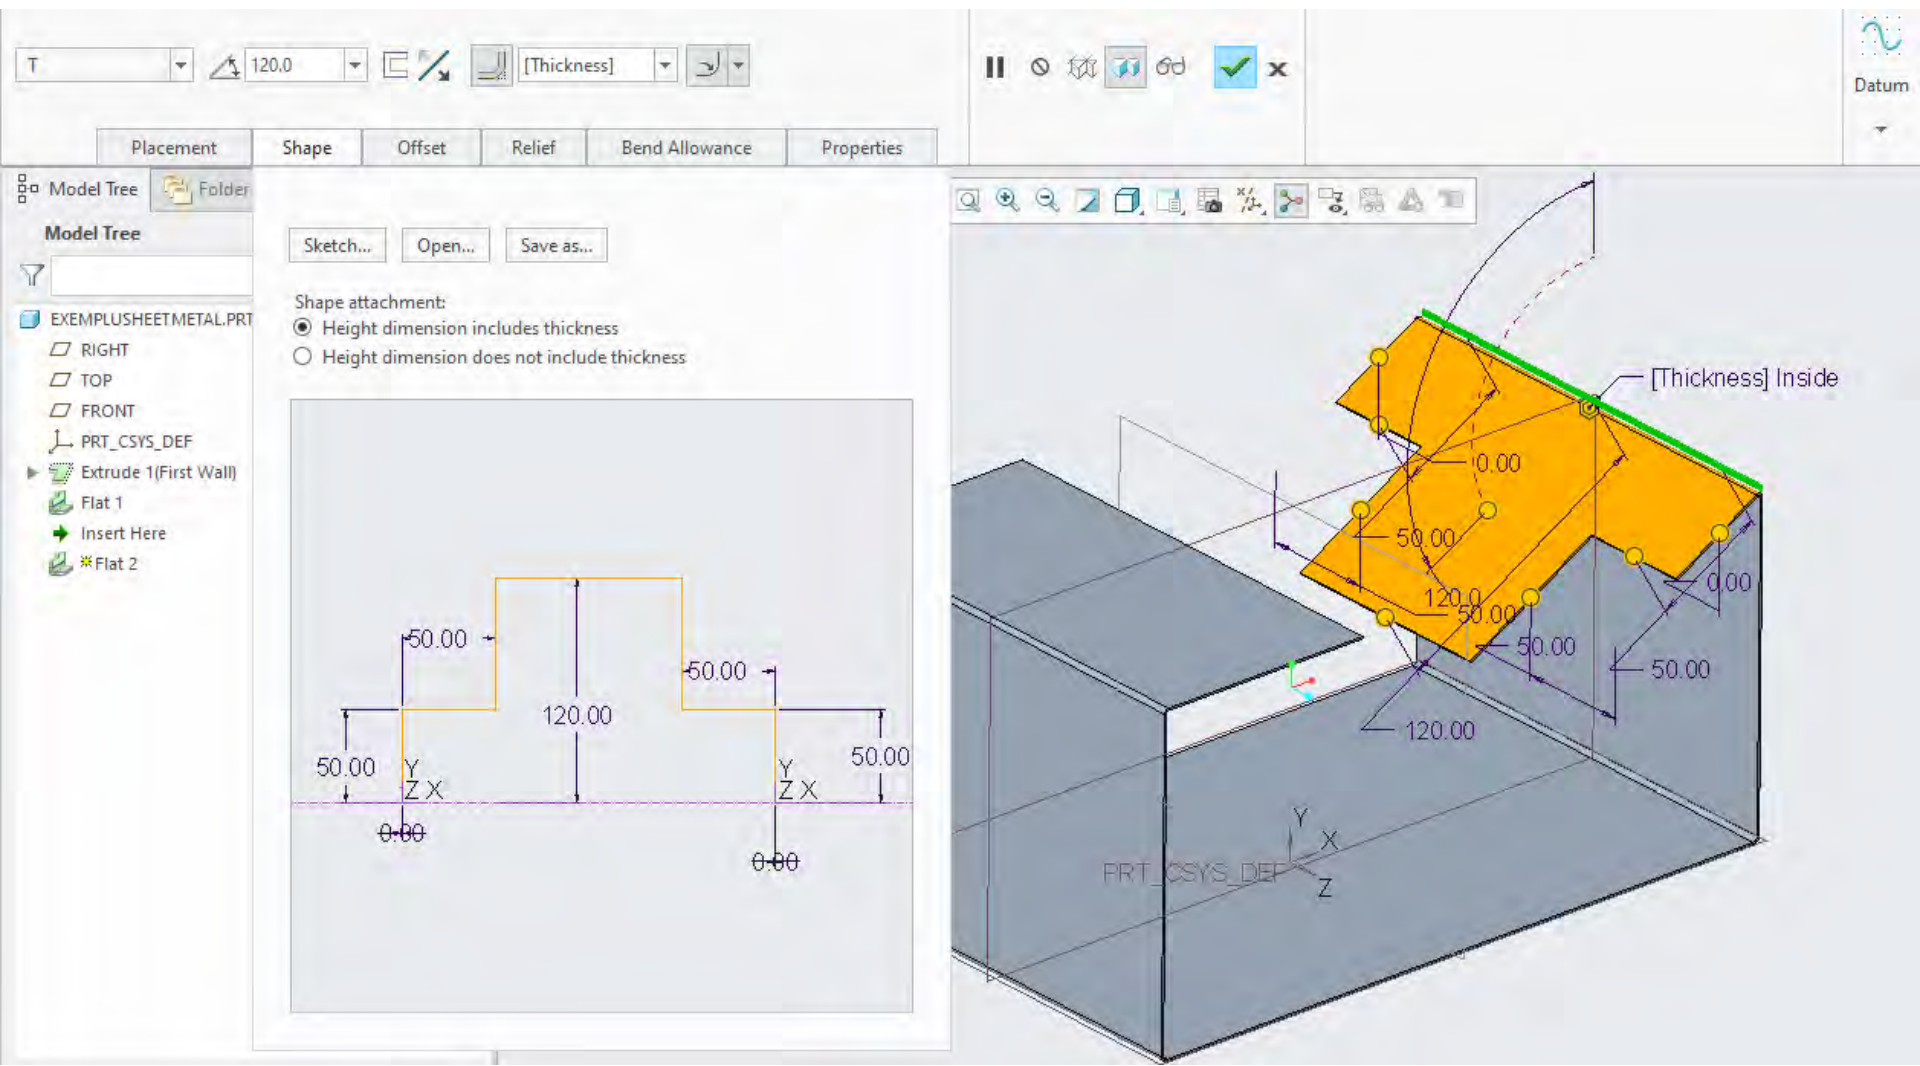 T
120.0
[Thickness]
Datum
Placement
Shape
Offset
Relief
Bend Allowance
Properties
Model Tree
Folder
Model Tree
EXEMPLUSHEETMETAL.PRT
RIGHT
TOP
FRONT
PRT_CSYS_DEF
Extrude 1(First Wall)
Flat 1
Insert Here
Flat 2
Sketch...
Open...
Save as...
Shape attachment:
Height dimension includes thickness
Height dimension does not include thickness
50.00
50.00
120.00
50.00
50.00
Y
Z X
Y
Z X
0.00
0.00
[Thickness] Inside
0.00
50.00
120.0
50.00
0.00
50.00
50.00
120.00
Y
X
PRT_CSYS_DEF
Z